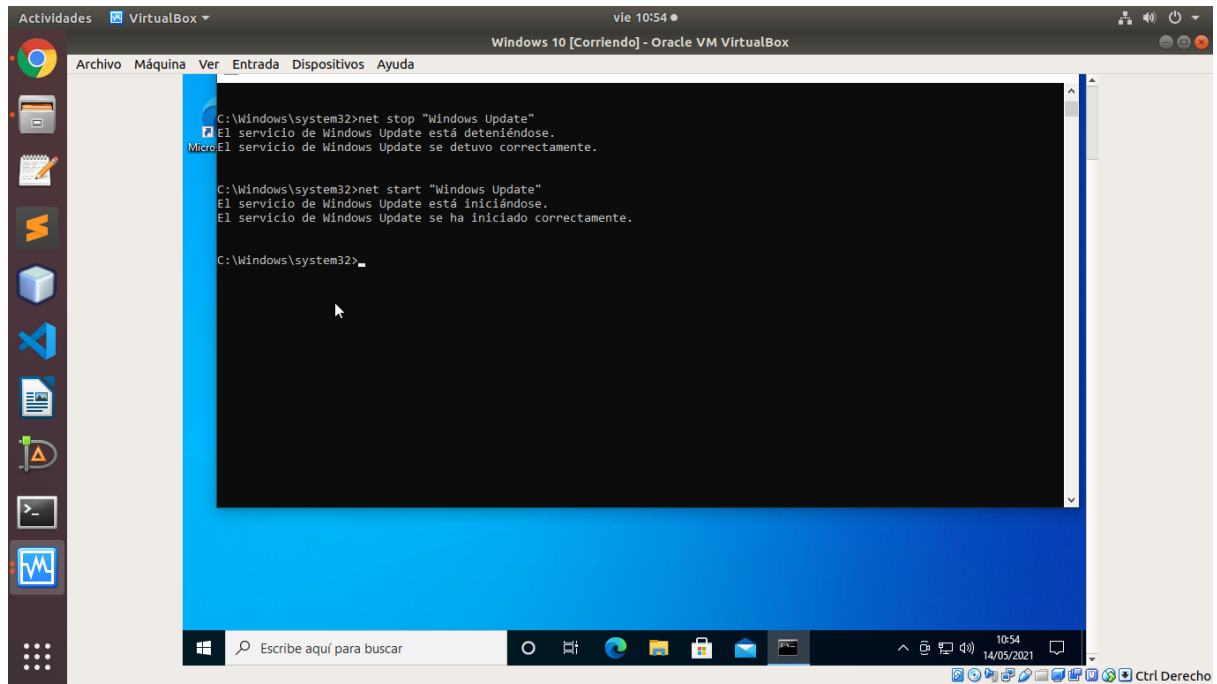 Actividades VirtualBox vie 10:54
Windows 10 [Corriendo] - Oracle VM VirtualBox
Archivo Máquina Ver Entrada Dispositivos Ayuda
C:\Windows\system32>net stop "Windows Update"
El servicio de Windows Update está deteniéndose.
Micro El servicio de Windows Update se detuvo correctamente.
C:\Windows\system32>net start "Windows Update"
El servicio de Windows Update está iniciándose.
El servicio de Windows Update se ha iniciado correctamente.
C:\Windows\system32>
Escribe aquí para buscar
10:54
14/05/2021
Ctrl Derecho